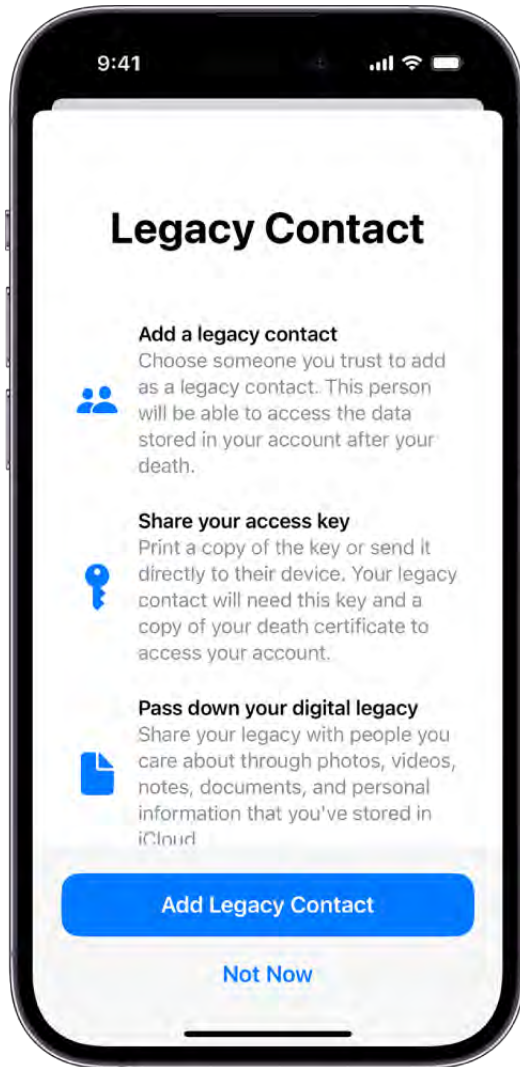 9:41
Legacy Contact
Add a legacy contact
Choose someone you trust to add
as a legacy contact. This person
will be able to access the data
stored in your account after your
death.
Share your access key
Print a copy of the key or send it
directly to their device. Your legacy
contact will need this key and a
copy of your death certificate to
access your account.
Pass down your digital legacy
Share your legacy with people you
care about through photos, videos,
notes, documents, and personal
information that you've stored in
iCloud
Add Legacy Contact
Not Now